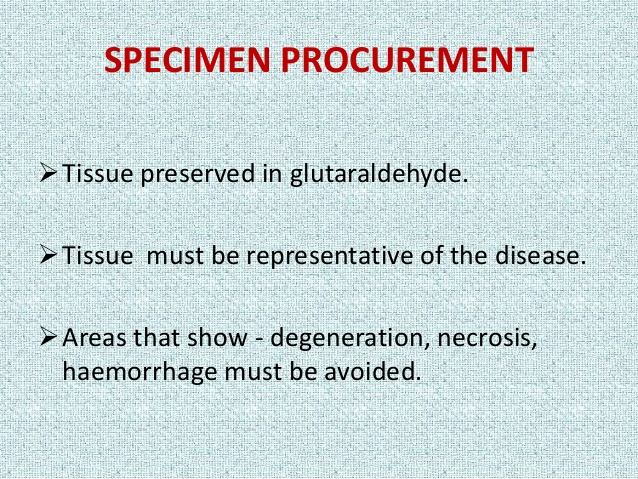 SPECIMEN PROCUREMENT
➢Tissue preserved in glutaraldehyde.
➢Tissue must be representative of the disease.
➢Areas that show - degeneration, necrosis,
haemorrhage must be avoided.